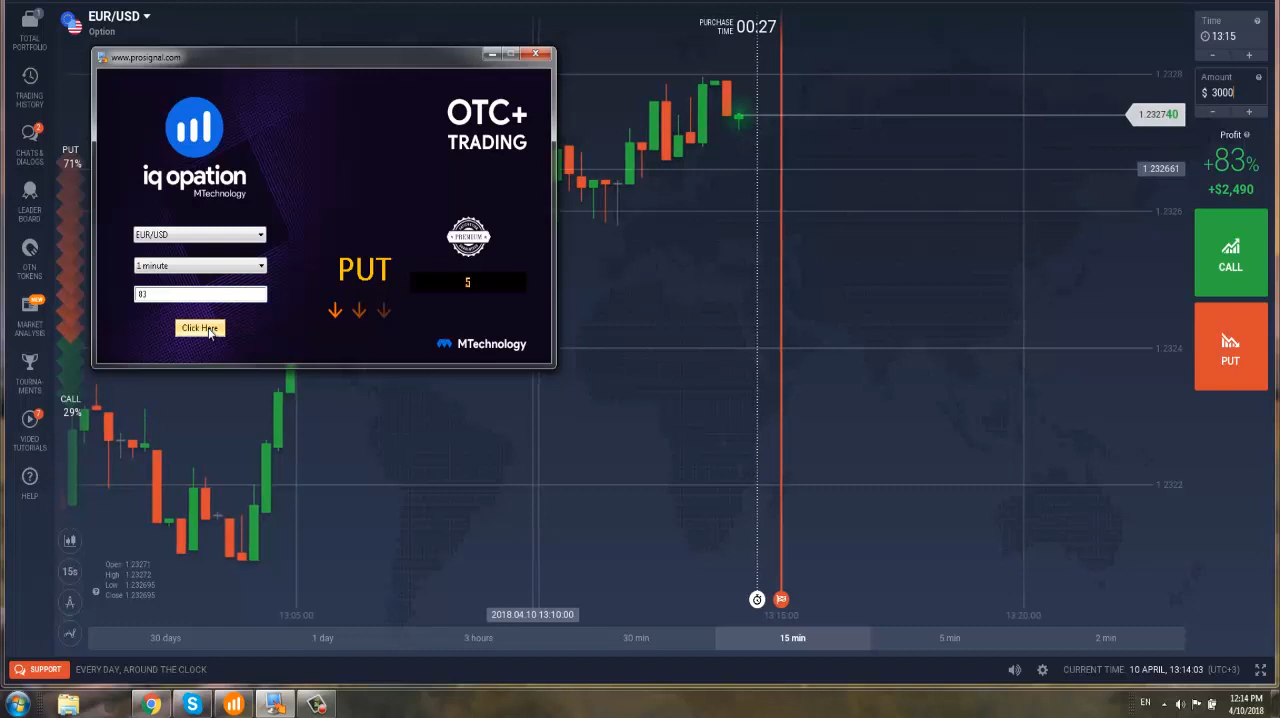 TOTAL
PORTFOLIO
1
TRADING
HISTORY
CHATS &
DIALOGS
2
LEADER
BOARD
OTN
TOKENS
NEW
MARKET
ANALYSIS
TOURNA-
MENTS
VIDEO
TUTORIALS
7
HELP
EUR/USD
Option
PUT
71%
CALL
29%
www.prosignal.com
iq opation
MTechnology
OTC+
TRADING
EUR/USD
1 minute
83
Click Here
PUT
PREMIUM
5
MTechnology
PURCHASE
TIME 00:27
1.2328
1.232740
1.232661
1.2326
1.2324
1.2322
Time
13:15
Amount
$ 3000
Profit
+83%
+$2,490
CALL
PUT
15s
Open 1.23271
High 1.23272
Low 1.232695
Close 1.232695
13:05:00
2018.04.10 13:10:00
13:15:00
13:20:00
30 days
1 day
3 hours
30 min
15 min
5 min
2 min
SUPPORT
EVERY DAY, AROUND THE CLOCK
CURRENT TIME: 10 APRIL, 13:14:03 (UTC+3)
EN
12:14 PM
4/10/2018